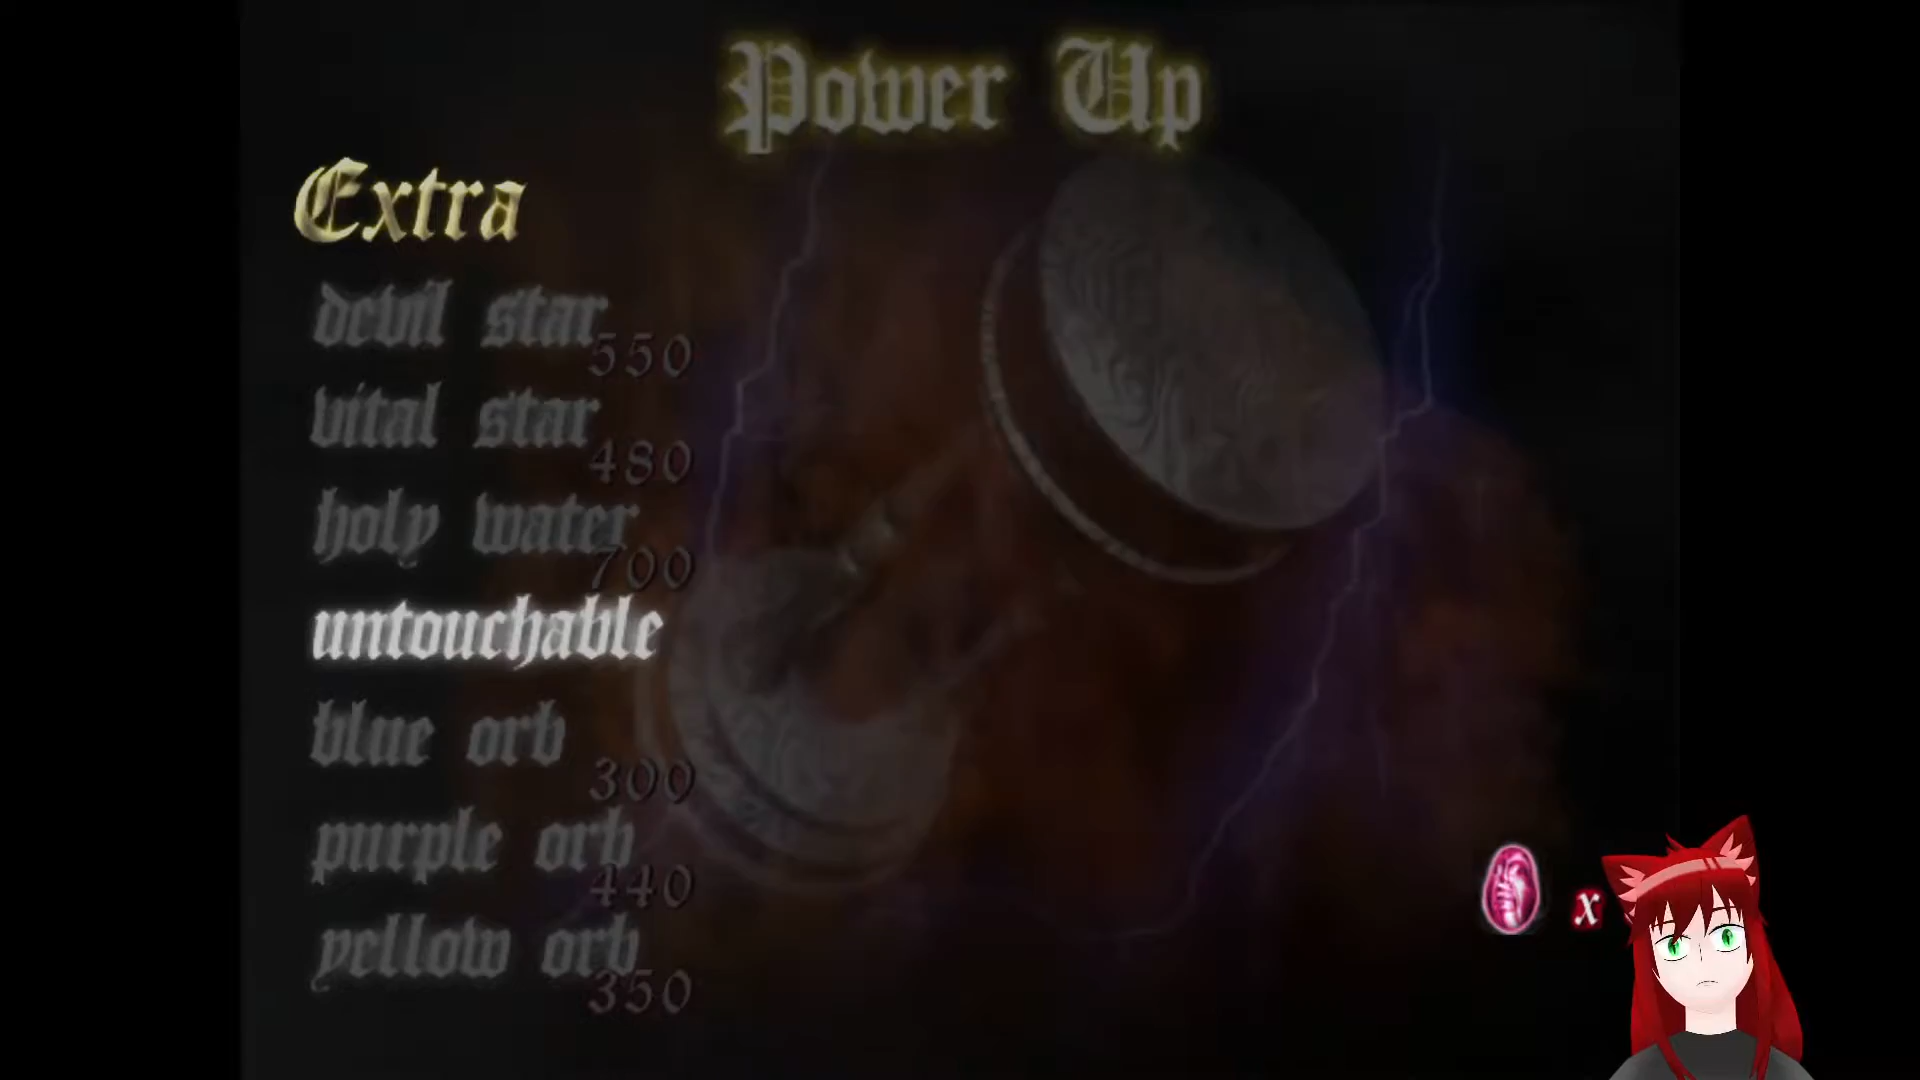 Power Up
Extra
devil star
550
vital star
480
holy water
700
untouchable
blue orb
300
purple orb
440
yellow orb
350
x